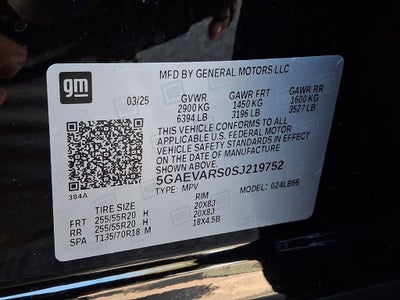 gm
MFD BY GENERAL MOTORS LLC
03/25 GVWR GAWR FRT GAWR RR
2900 KG 1450 KG 1600 KG
6394 LB 3196 LB 3527 LB
THIS VEHICLE CONFORMS TO ALL
APPLICABLE U.S. FEDERAL MOTOR
VEHICLE SAFETY STANDARDS IN EFFECT
ON THE DATE OF MANUFACTURE SHOWN ABOVE
384A 5GAEVARS0SJ219752
TYPE: MPV 024LB56
TIRE SIZE RIM
FRT 255/55R20 H 20X8J
RR 255/55R20 H 20X8J
SPA T135/70R18 M 18X4.5B